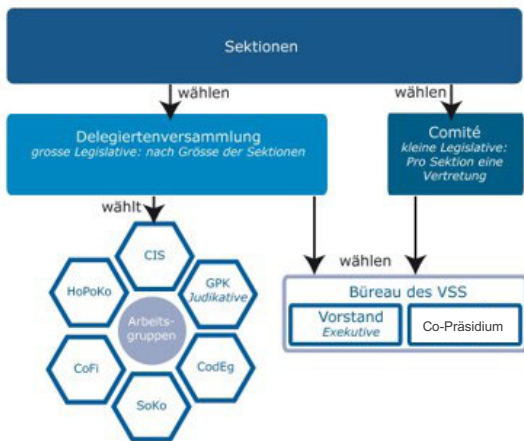 Sektionen
wählen
wählen
Delegiertenversammlung
grosse Legislative: nach Grösse der Sektionen
Comité
kleine Legislative:
Pro Sektion eine
Vertretung
wählt
wählen
CIS
HoPoKo
GPK
Judikative
Arbeits-
gruppen
CoFi
CodEg
SoKo
Büreau des VSS
Vorstand
Exekutive
Co-Präsidium